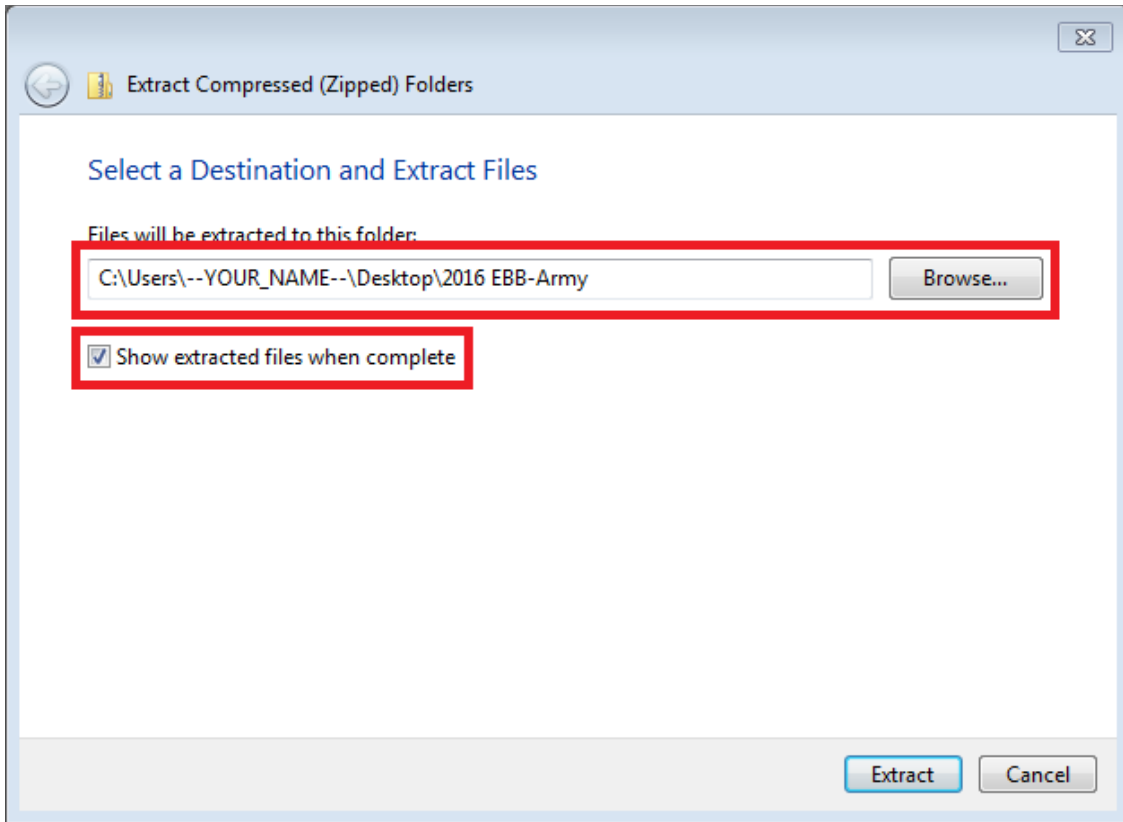 Extract Compressed (Zipped) Folders
Select a Destination and Extract Files
Files will be extracted to this folder:
C:\Users\--YOUR_NAME--\Desktop\2016 EBB-Army
Browse...
Show extracted files when complete
Extract
Cancel